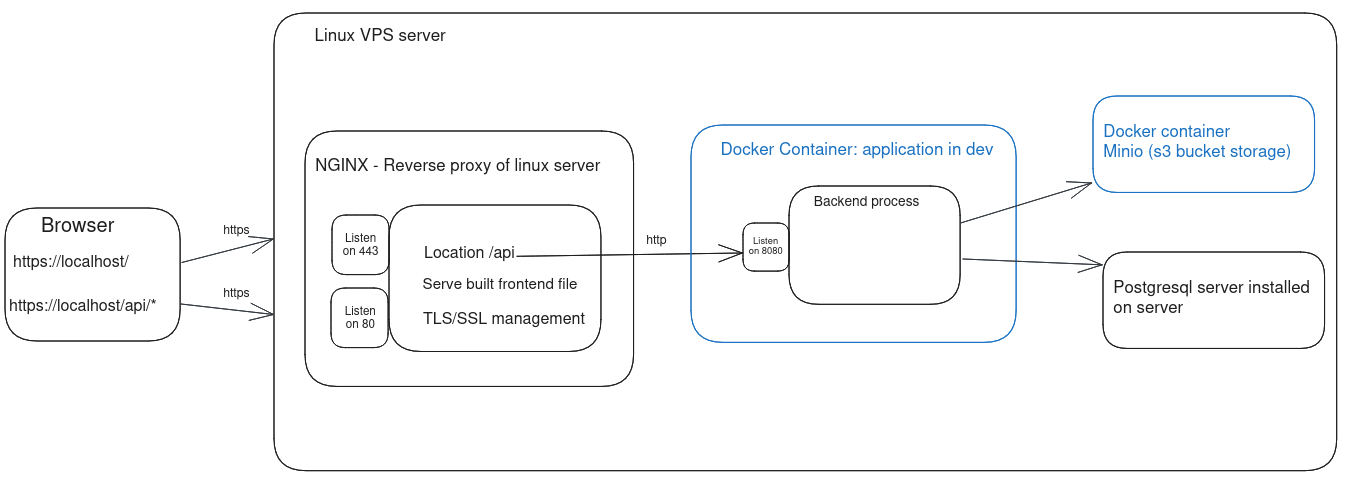 Linux VPS server
Browser
https://localhost/
https://localhost/api/*
https
https
NGINX - Reverse proxy of linux server
Listen
on 443
Listen
on 80
Location /api
Serve built frontend file
TLS/SSL management
http
Docker Container: application in dev
Listen
on 8080
Backend process
Docker container
Minio (s3 bucket storage)
Postgresql server installed
on server